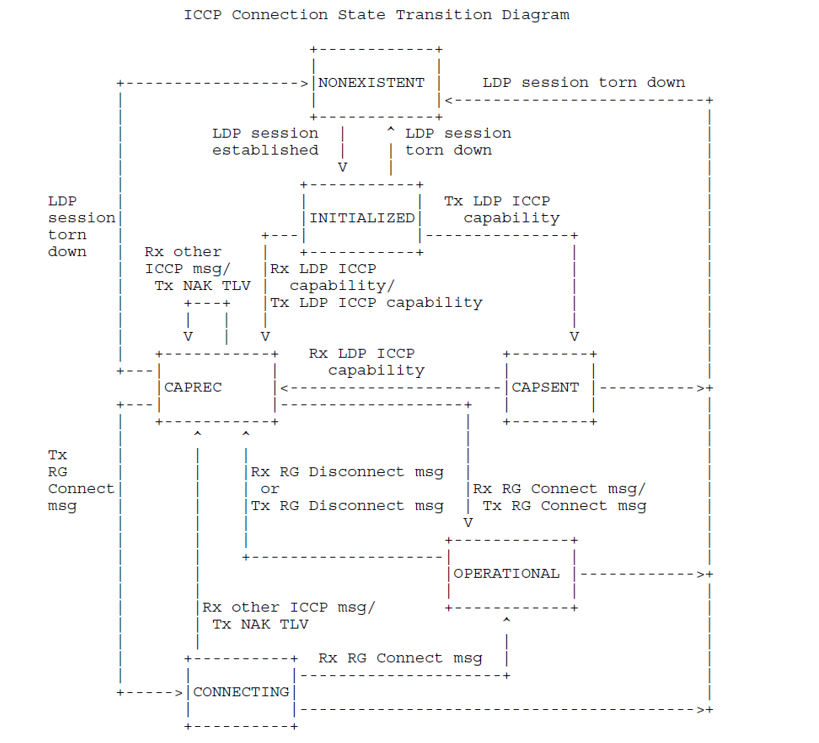 ICCP Connection State Transition Diagram
NONEXISTENT
LDP session torn down
LDP session
established
LDP session
torn down
LDP
session
torn
down
INITIALIZED
Tx LDP ICCP
capability
Rx other
ICCP msg/
Tx NAK TLV
Rx LDP ICCP
capability/
Tx LDP ICCP capability
Rx LDP ICCP
capability
CAPREC
CAPSENT
Tx
RG
Connect
msg
Rx RG Disconnect msg
or
Tx RG Disconnect msg
Rx RG Connect msg/
Tx RG Connect msg
OPERATIONAL
Rx other ICCP msg/
Tx NAK TLV
Rx RG Connect msg
CONNECTING